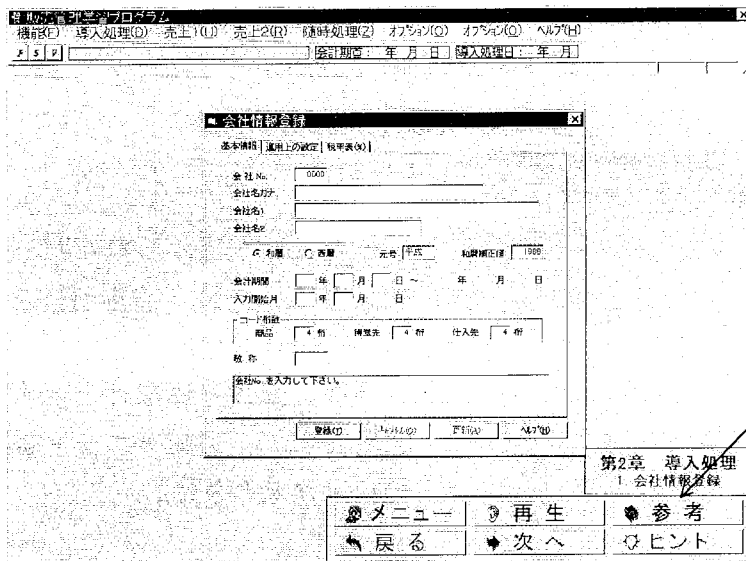 販売管理学習プログラム
機能(F) 導入処理(D) 売上1(U) 売上2(R) 随時処理(Z) オプション(O) オプション(O) ヘルプ(H)
F S P 会計期首: 年 月 日 導入処理日: 年 月
会社情報登録
基本情報 運用上の設定 税率表(X)
会社No. 0000
会社名カナ
会社名1
会社名2
和暦 西暦 元号 平成 和暦補正値 1988
会計期間 年 月 日 ~ 年 月 日
入力開始月 年 月 日
コード桁数
商品 4 桁 得意先 4 桁 仕入先 4 桁
敬称
会社No.を入力して下さい。
登録(T) ヘルプ(H)
第2章 導入処理
1. 会社情報登録
メニュー 再生 参考
戻る 次へ ヒント